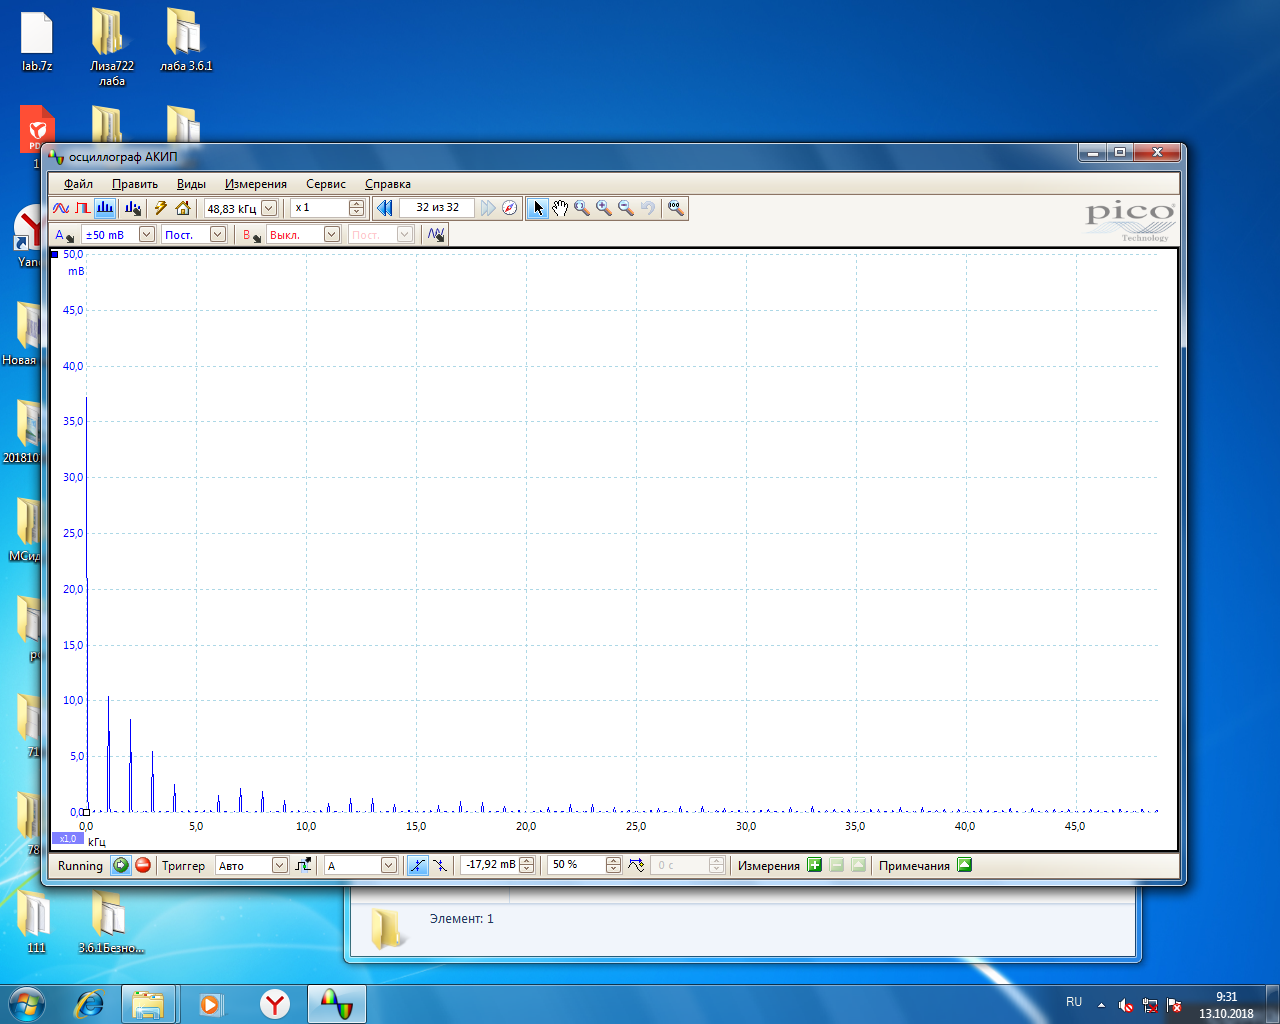 lab.7z
Лиза722 лаба
лаба 3.6.1
осциллограф АКИП
Файл Править Виды Измерения Сервис Справка
48,83 кГц x 1 32 из 32
pico
Technology
A ±50 mВ Пост. B Выкл. Пост.
50,0
mВ
45,0
40,0
35,0
30,0
25,0
20,0
15,0
10,0
5,0
0,0
0,0 5,0 10,0 15,0 20,0 25,0 30,0 35,0 40,0 45,0
x1,0 кГц
Running Триггер Авто A -17,92 mВ 50 % 0 с Измерения Примечания
Yan
Новая
201810
МСид
71
78
111
3.6.1Безно...
Элемент: 1
RU
9:31
13.10.2018